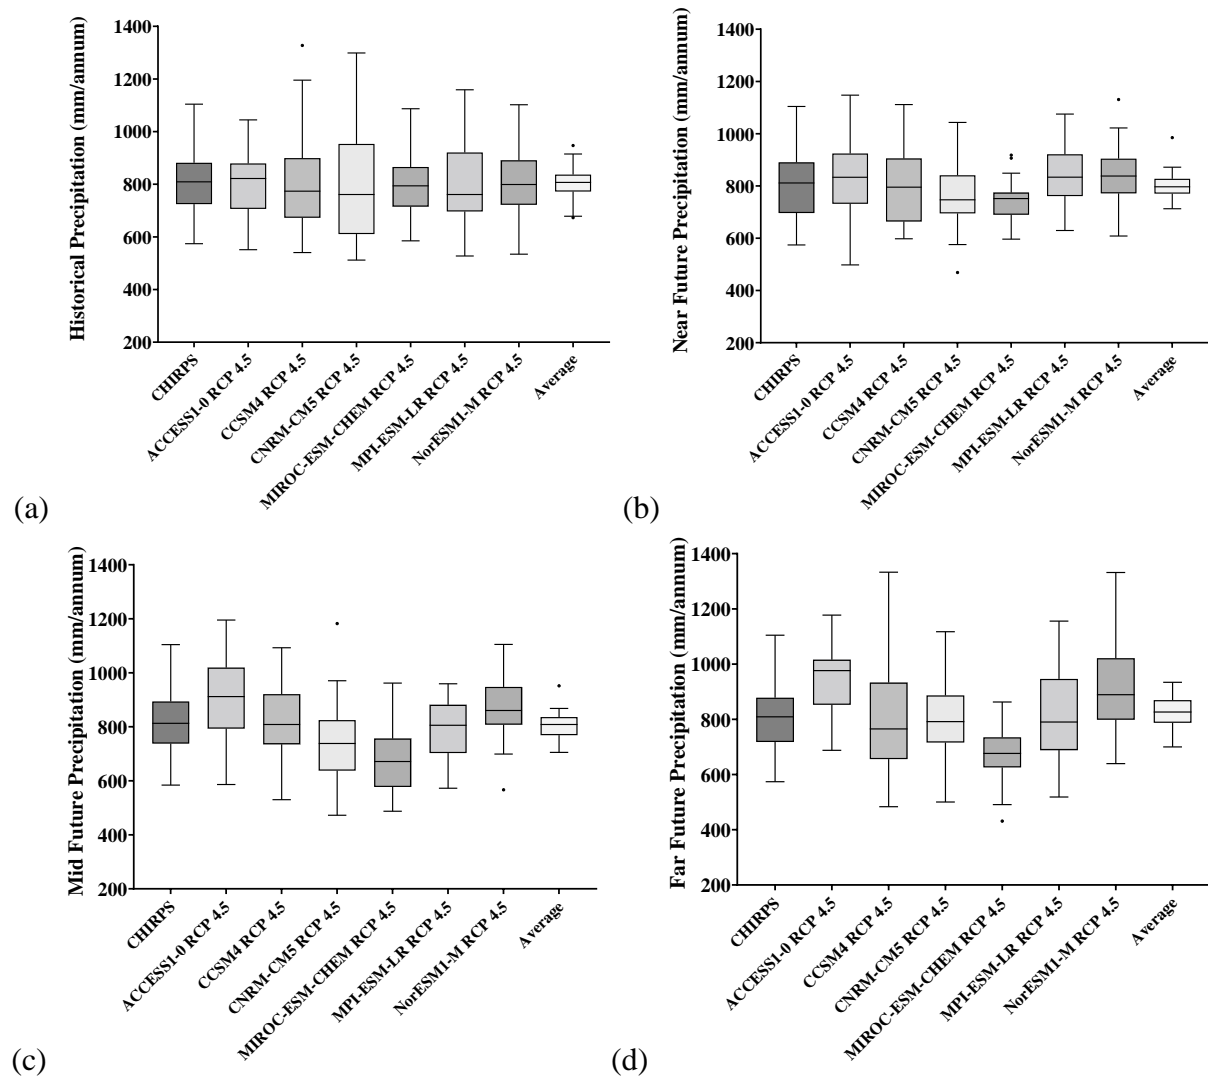 Historical Precipitation (mm/annum)
1400
1200
1000
800
600
400
200
CHIRPS
ACCESS1-0 RCP 4.5
CCSM4 RCP 4.5
CNRM-CM5 RCP 4.5
MIROC-ESM-CHEM RCP 4.5
MPI-ESM-LR RCP 4.5
NorESM1-M RCP 4.5
Average
(a)
Near Future Precipitation (mm/annum)
1400
1200
1000
800
600
400
200
CHIRPS
ACCESS1-0 RCP 4.5
CCSM4 RCP 4.5
CNRM-CM5 RCP 4.5
MIROC-ESM-CHEM RCP 4.5
MPI-ESM-LR RCP 4.5
NorESM1-M RCP 4.5
Average
(b)
Mid Future Precipitation (mm/annum)
1400
1200
1000
800
600
400
200
CHIRPS
ACCESS1-0 RCP 4.5
CCSM4 RCP 4.5
CNRM-CM5 RCP 4.5
MIROC-ESM-CHEM RCP 4.5
MPI-ESM-LR RCP 4.5
NorESM1-M RCP 4.5
Average
(c)
Far Future Precipitation (mm/annum)
1400
1200
1000
800
600
400
200
CHIRPS
ACCESS1-0 RCP 4.5
CCSM4 RCP 4.5
CNRM-CM5 RCP 4.5
MIROC-ESM-CHEM RCP 4.5
MPI-ESM-LR RCP 4.5
NorESM1-M RCP 4.5
Average
(d)